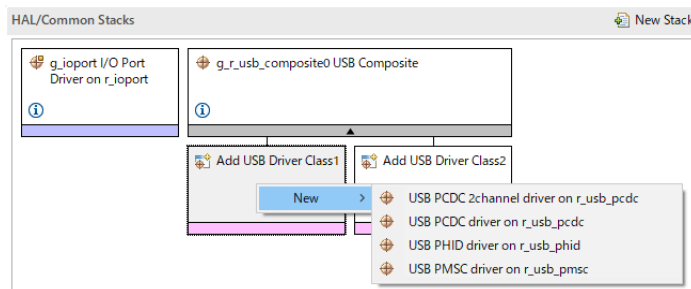 HAL/Common Stacks
New Stack
g_ioport I/O Port
Driver on r_ioport
g_r_usb_composite0 USB Composite
Add USB Driver Class1
Add USB Driver Class2
New
USB PCDC 2channel driver on r_usb_pcdc
USB PCDC driver on r_usb_pcdc
USB PHID driver on r_usb_phid
USB PMSC driver on r_usb_pmsc